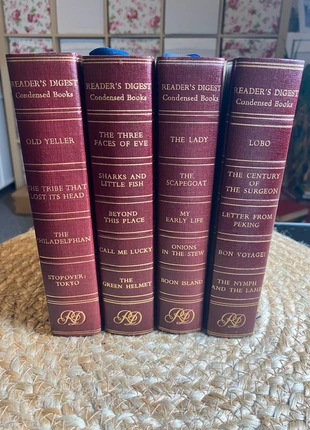 READER'S DIGEST
Condensed Books
OLD YELLER
THE TRIBE THAT
LOST ITS HEAD
THE
PHILADELPHIAN
STOPOVER:
TOKYO
RD
READER'S DIGEST
Condensed Books
THE THREE
FACES OF EVE
SHARKS AND
LITTLE FISH
BEYOND
THIS PLACE
CALL ME LUCKY
THE
GREEN HELMET
RD
READER'S DIGEST
Condensed Books
THE LADY
THE
SCAPEGOAT
MY
EARLY LIFE
ONIONS
IN THE STEW
BOON ISLAND
RD
READER'S DIGEST
Condensed Books
LOBO
THE CENTURY OF
THE SURGEON
LETTER FROM
PEKING
BON VOYAGE!
THE NYMPH
AND THE LAMP
RD